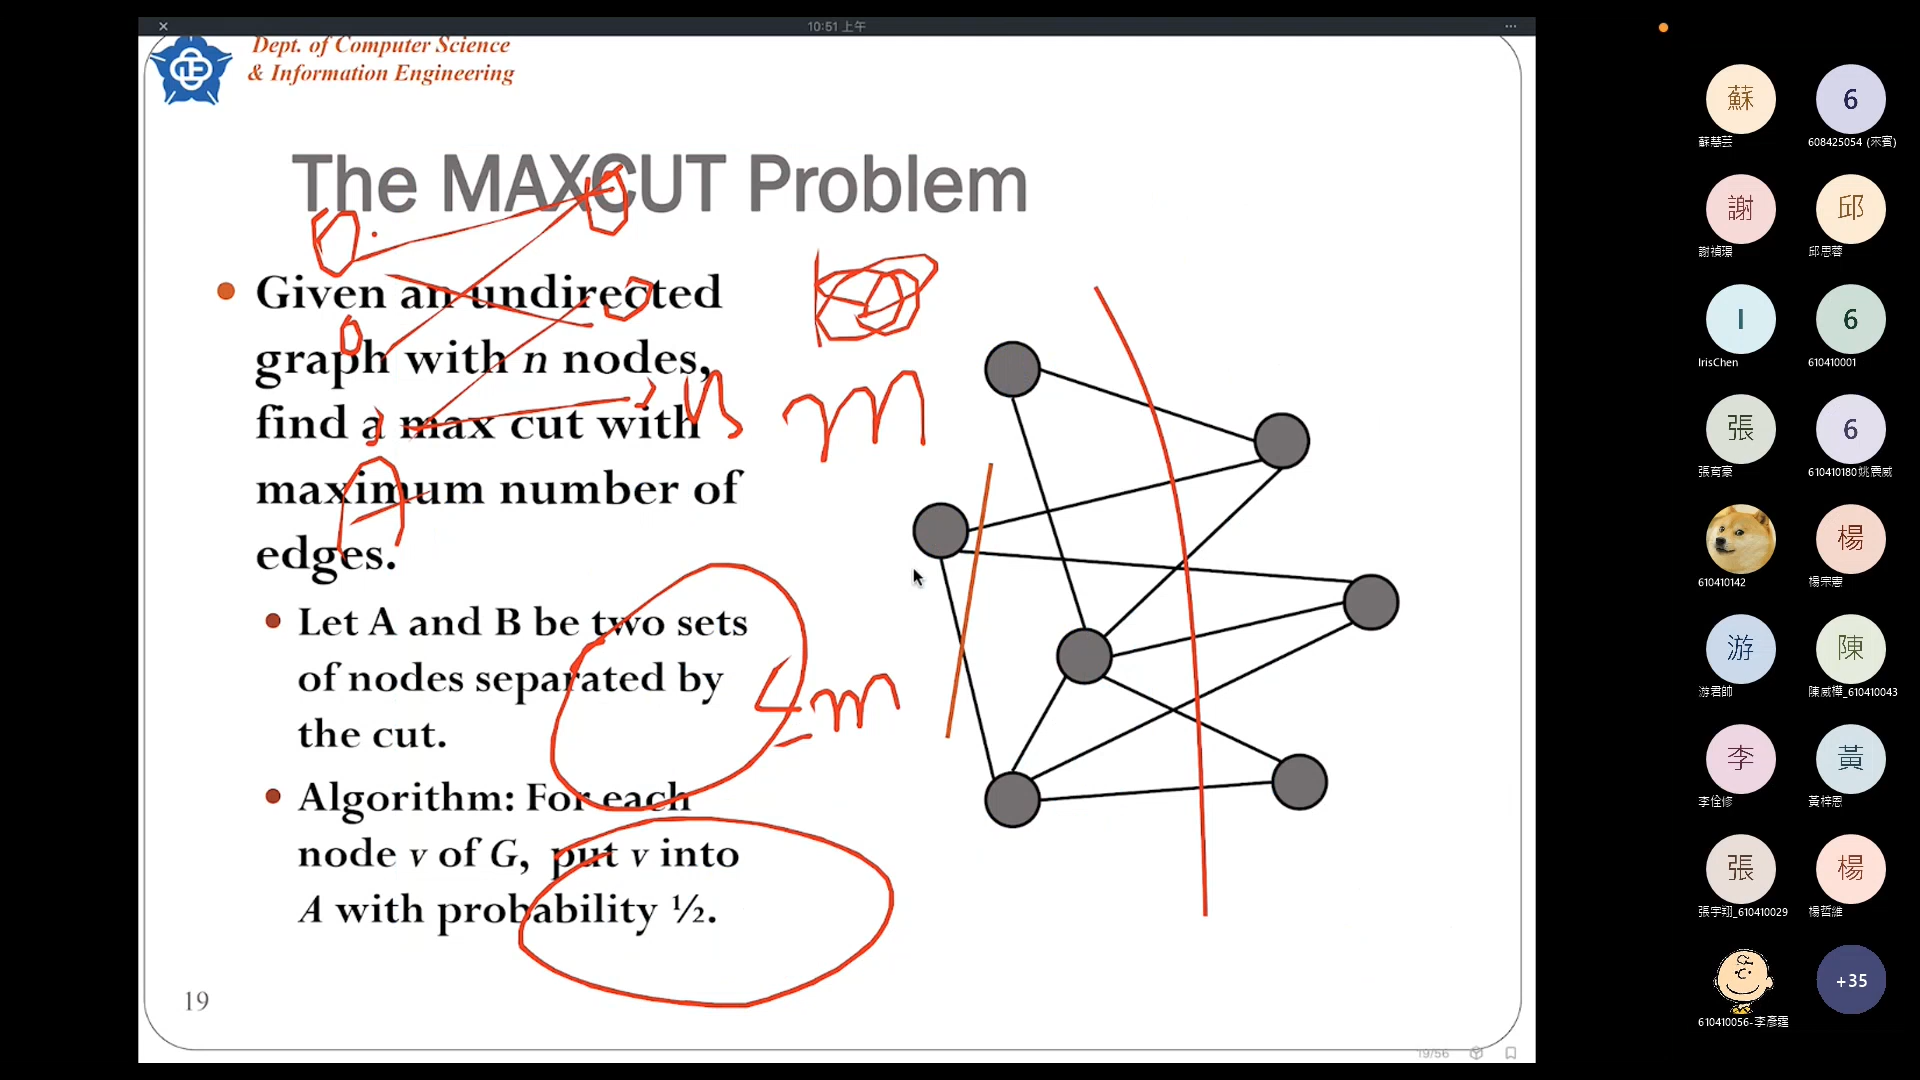 10:51 上午
Dept. of Computer Science
& Information Engineering
The MAXCUT Problem
Given an undirected
graph with n nodes,
find a max cut with
maximum number of
edges.
Let A and B be two sets
of nodes separated by
the cut.
Algorithm: For each
node v of G, put v into
A with probability ½.
A
B
m
≤ m
19
19/56
蘇
蘇慧芸
6
608425054 (來賓)
謝
謝禎璟
邱
邱思蓉
I
IrisChen
6
610410001
張
張育豪
6
610410180姚震威
610410142
楊
楊宗憲
游
游君帥
陳
陳威樺_610410043
李
李佺修
黃
黃梓恩
張
張宇翔_610410029
楊
楊哲維
610410056-李彥霆
+35